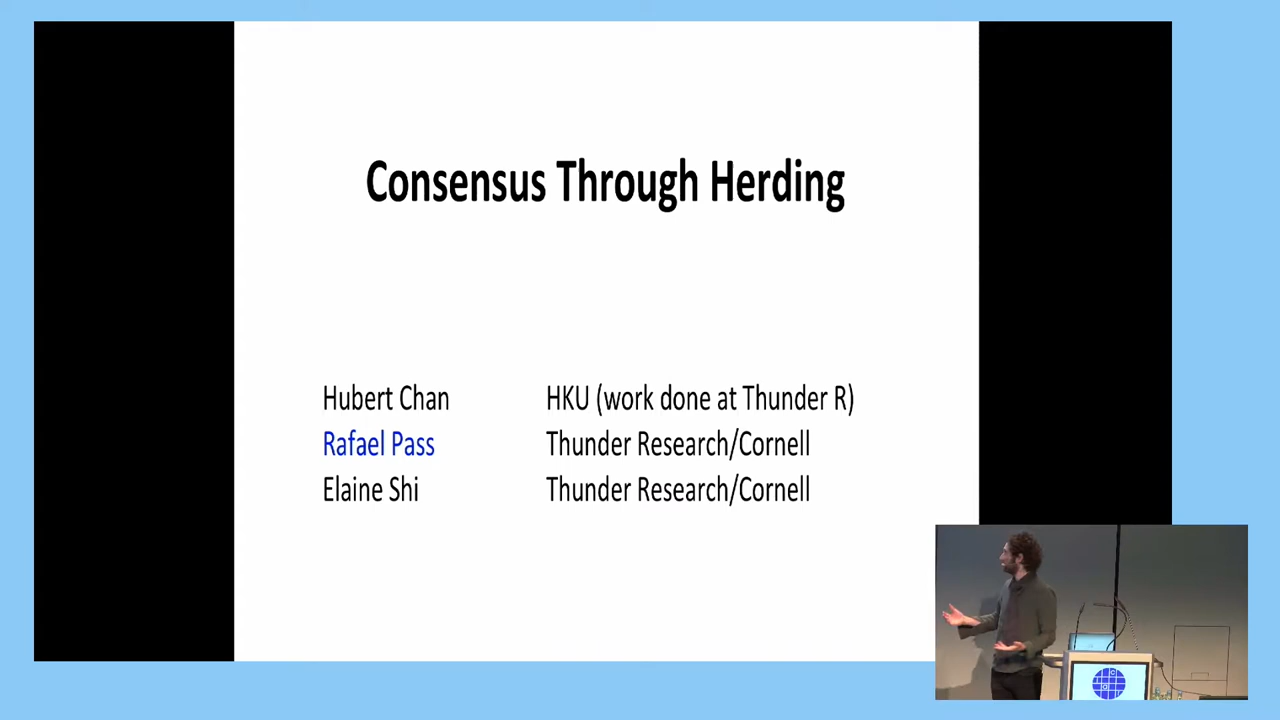 Consensus Through Herding
Hubert Chan HKU (work done at Thunder R)
Rafael Pass Thunder Research/Cornell
Elaine Shi Thunder Research/Cornell